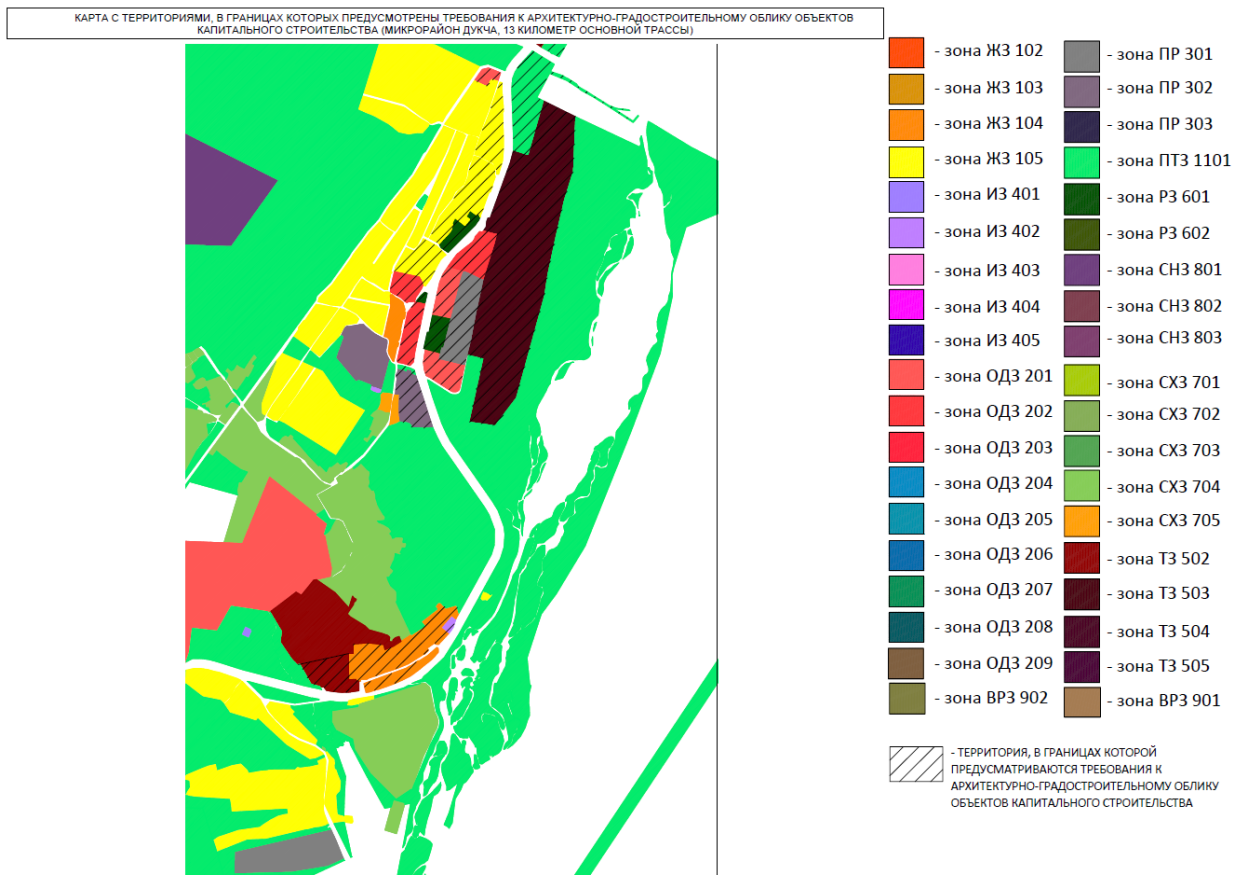 КАРТА С ТЕРРИТОРИЯМИ, В ГРАНИЦАХ КОТОРЫХ ПРЕДУСМОТРЕНЫ ТРЕБОВАНИЯ К АРХИТЕКТУРНО-ГРАДОСТРОИТЕЛЬНОМУ ОБЛИКУ ОБЪЕКТОВ
КАПИТАЛЬНОГО СТРОИТЕЛЬСТВА (МИКРОРАЙОН ДУКЧА, 13 КИЛОМЕТР ОСНОВНОЙ ТРАССЫ)
- зона ЖЗ 102
- зона ЖЗ 103
- зона ЖЗ 104
- зона ЖЗ 105
- зона ИЗ 401
- зона ИЗ 402
- зона ИЗ 403
- зона ИЗ 404
- зона ИЗ 405
- зона ОДЗ 201
- зона ОДЗ 202
- зона ОДЗ 203
- зона ОДЗ 204
- зона ОДЗ 205
- зона ОДЗ 206
- зона ОДЗ 207
- зона ОДЗ 208
- зона ОДЗ 209
- зона ВРЗ 902
- зона ПР 301
- зона ПР 302
- зона ПР 303
- зона ПТЗ 1101
- зона РЗ 601
- зона РЗ 602
- зона СНЗ 801
- зона СНЗ 802
- зона СНЗ 803
- зона СХЗ 701
- зона СХЗ 702
- зона СХЗ 703
- зона СХЗ 704
- зона СХЗ 705
- зона ТЗ 502
- зона ТЗ 503
- зона ТЗ 504
- зона ТЗ 505
- зона ВРЗ 901
- ТЕРРИТОРИЯ, В ГРАНИЦАХ КОТОРОЙ
ПРЕДУСМАТРИВАЮТСЯ ТРЕБОВАНИЯ К
АРХИТЕКТУРНО-ГРАДОСТРОИТЕЛЬНОМУ ОБЛИКУ
ОБЪЕКТОВ КАПИТАЛЬНОГО СТРОИТЕЛЬСТВА